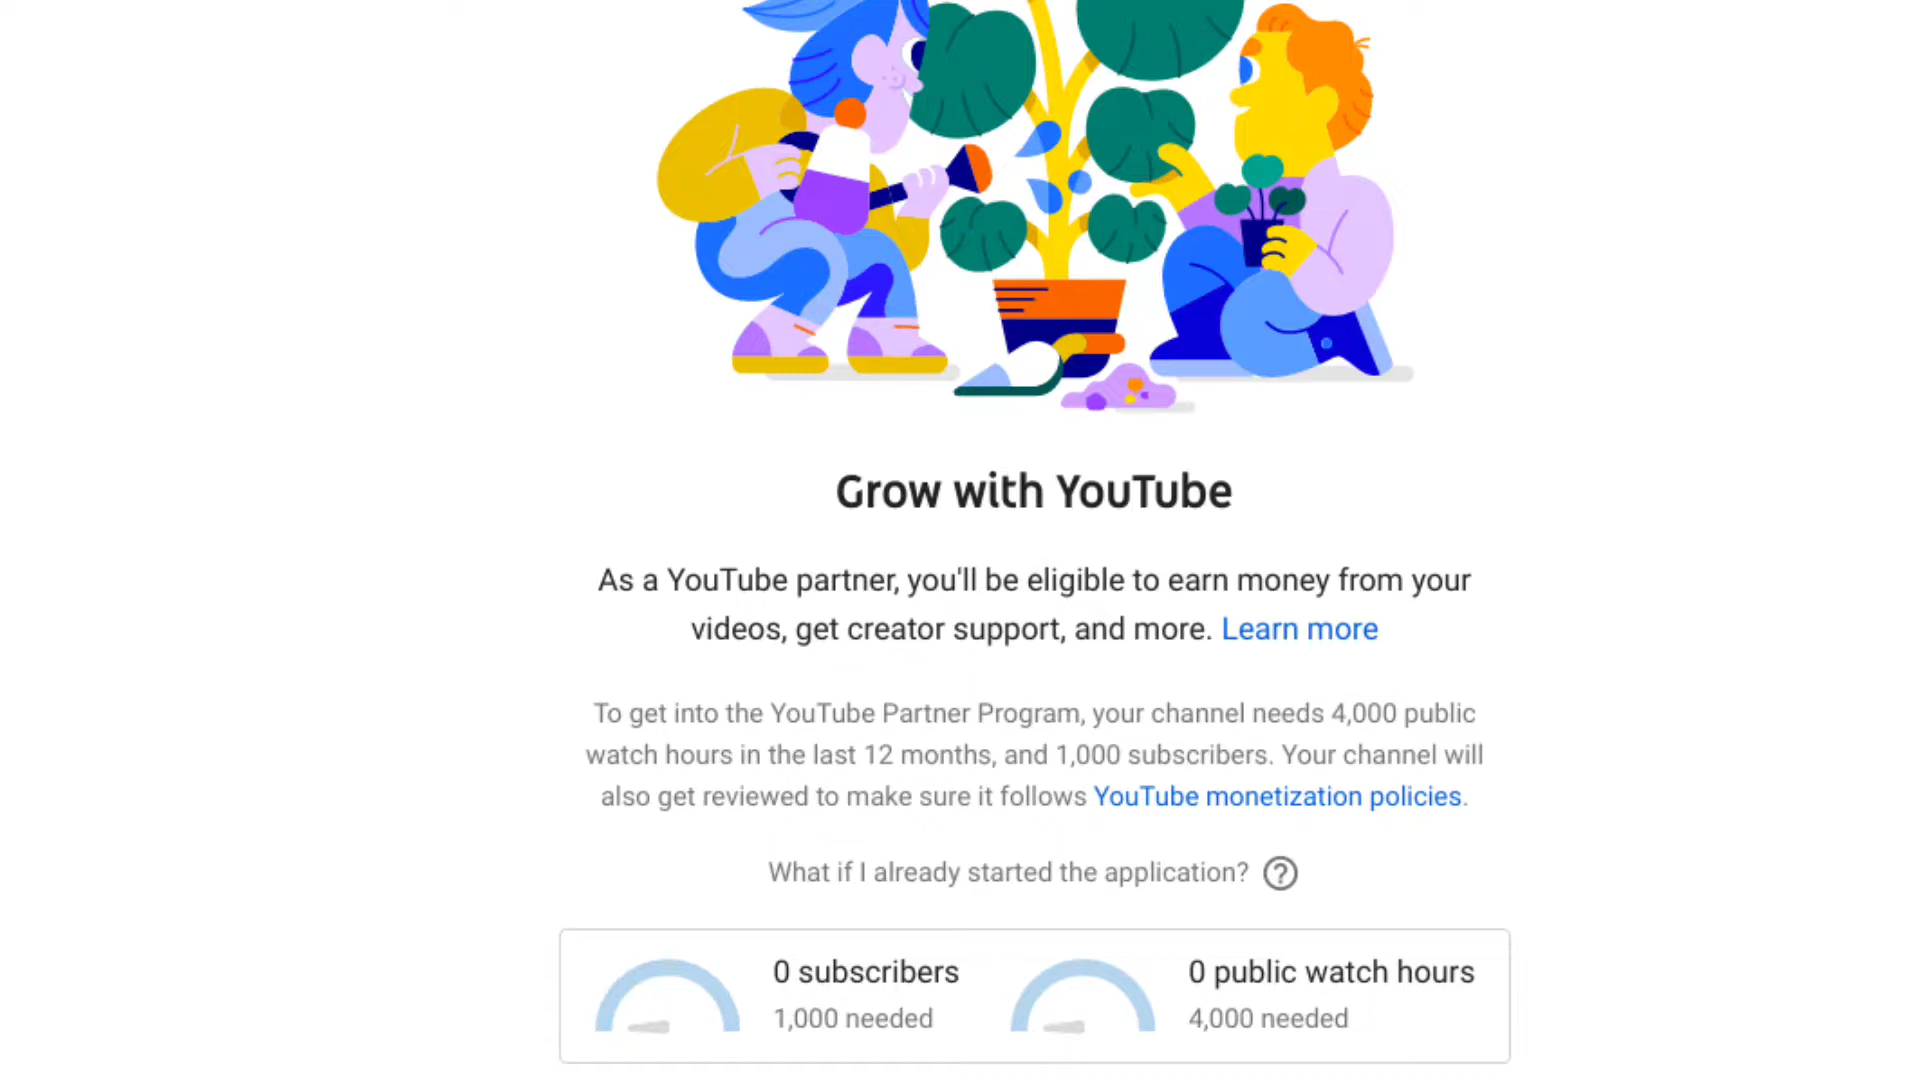 Grow with YouTube
As a YouTube partner, you'll be eligible to earn money from your
videos, get creator support, and more. Learn more
To get into the YouTube Partner Program, your channel needs 4,000 public
watch hours in the last 12 months, and 1,000 subscribers. Your channel will
also get reviewed to make sure it follows YouTube monetization policies.
What if I already started the application? ?
0 subscribers
1,000 needed
0 public watch hours
4,000 needed